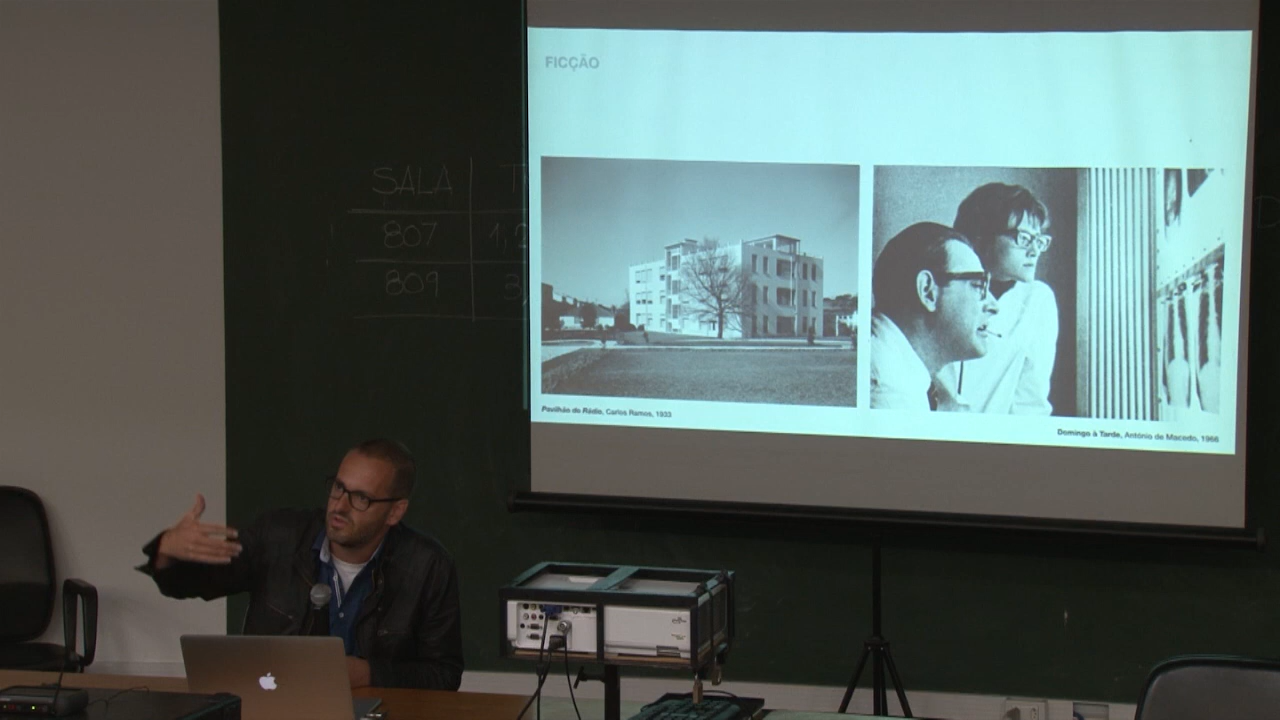 FICÇÃO
SALA
807
809
Pavilhão do Rádio, Carlos Ramos, 1933
Domingo à Tarde, António de Macedo, 1966